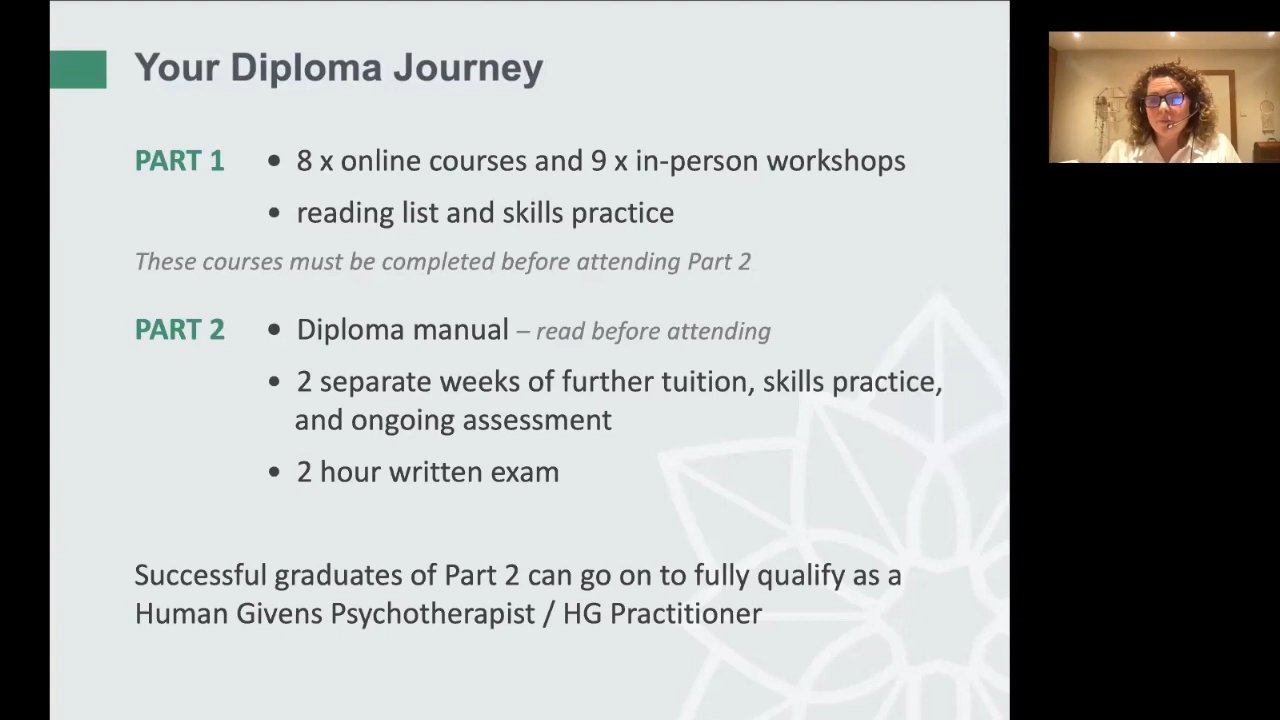 Your Diploma Journey
PART 1 • 8 x online courses and 9 x in-person workshops
• reading list and skills practice
These courses must be completed before attending Part 2
PART 2 • Diploma manual – read before attending
• 2 separate weeks of further tuition, skills practice,
and ongoing assessment
• 2 hour written exam
Successful graduates of Part 2 can go on to fully qualify as a
Human Givens Psychotherapist / HG Practitioner